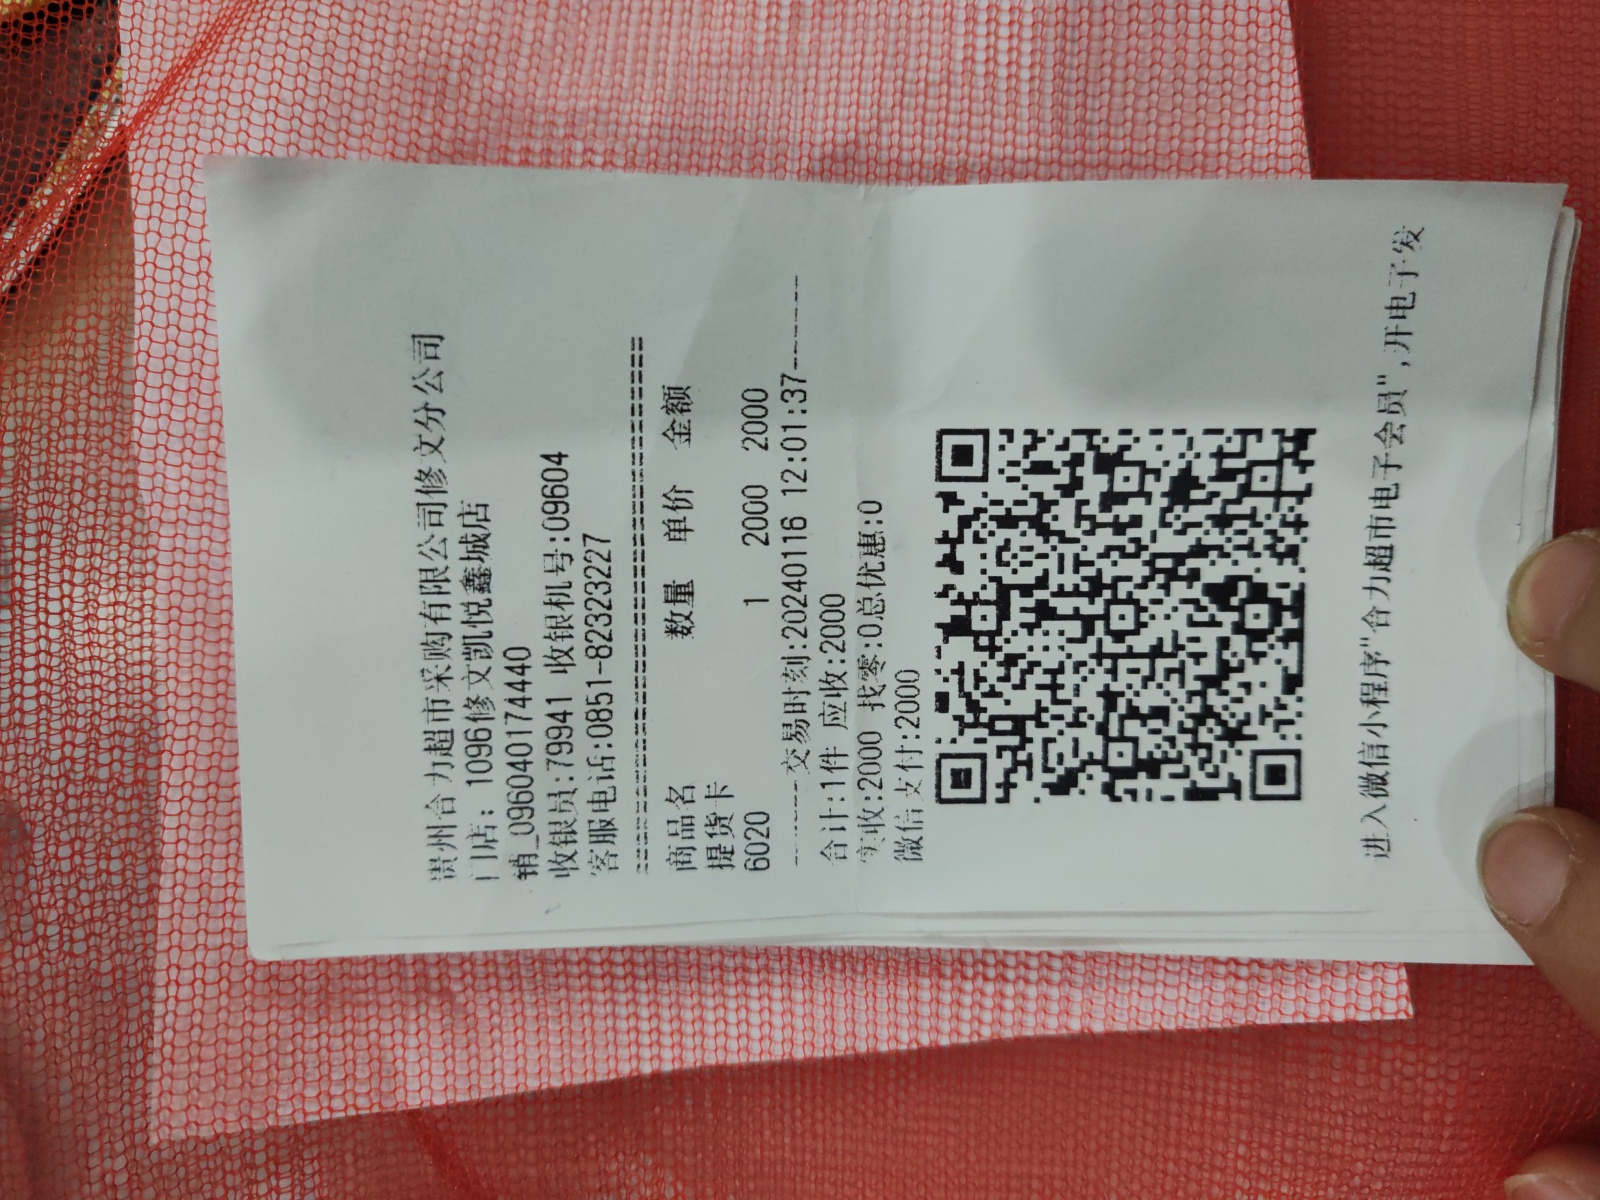 贵州合力超市采购有限公司修文分公司
门店: 1096修文凯悦鑫城店
销_0960401744​40
收银员:79941 收银机号:09604
客服电话:0851-82323227
==============================
商品名 数量 单价 金额
提货卡
6020 1 2000 2000
-----交易时刻:20240116 12:01:37------
合计:1件 应收:2000
实收:2000 找零:0总优惠:0
微信支付:2000
进入微信小程序"合力超市电子会员",开电子发